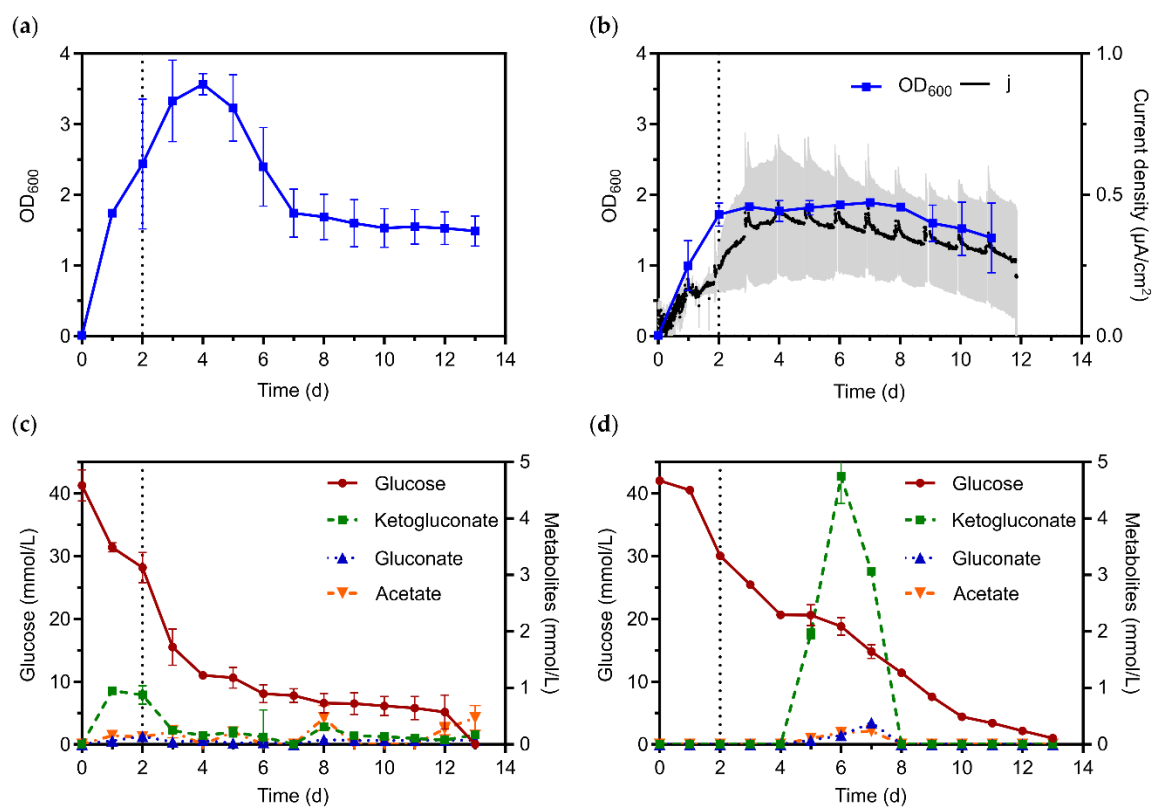 (a)
4
3
2
1
0
OD600
0 2 4 6 8 10 12 14
Time (d)
(b)
4
3
2
1
0
OD600
OD600 j
1.0
0.5
0.0
Current density (µA/cm²)
0 2 4 6 8 10 12 14
Time (d)
(c)
40
30
20
10
0
Glucose (mmol/L)
Glucose
Ketogluconate
Gluconate
Acetate
5
4
3
2
1
0
Metabolites (mmol/L)
0 2 4 6 8 10 12 14
Time (d)
(d)
40
30
20
10
0
Glucose (mmol/L)
Glucose
Ketogluconate
Gluconate
Acetate
5
4
3
2
1
0
Metabolites (mmol/L)
0 2 4 6 8 10 12 14
Time (d)